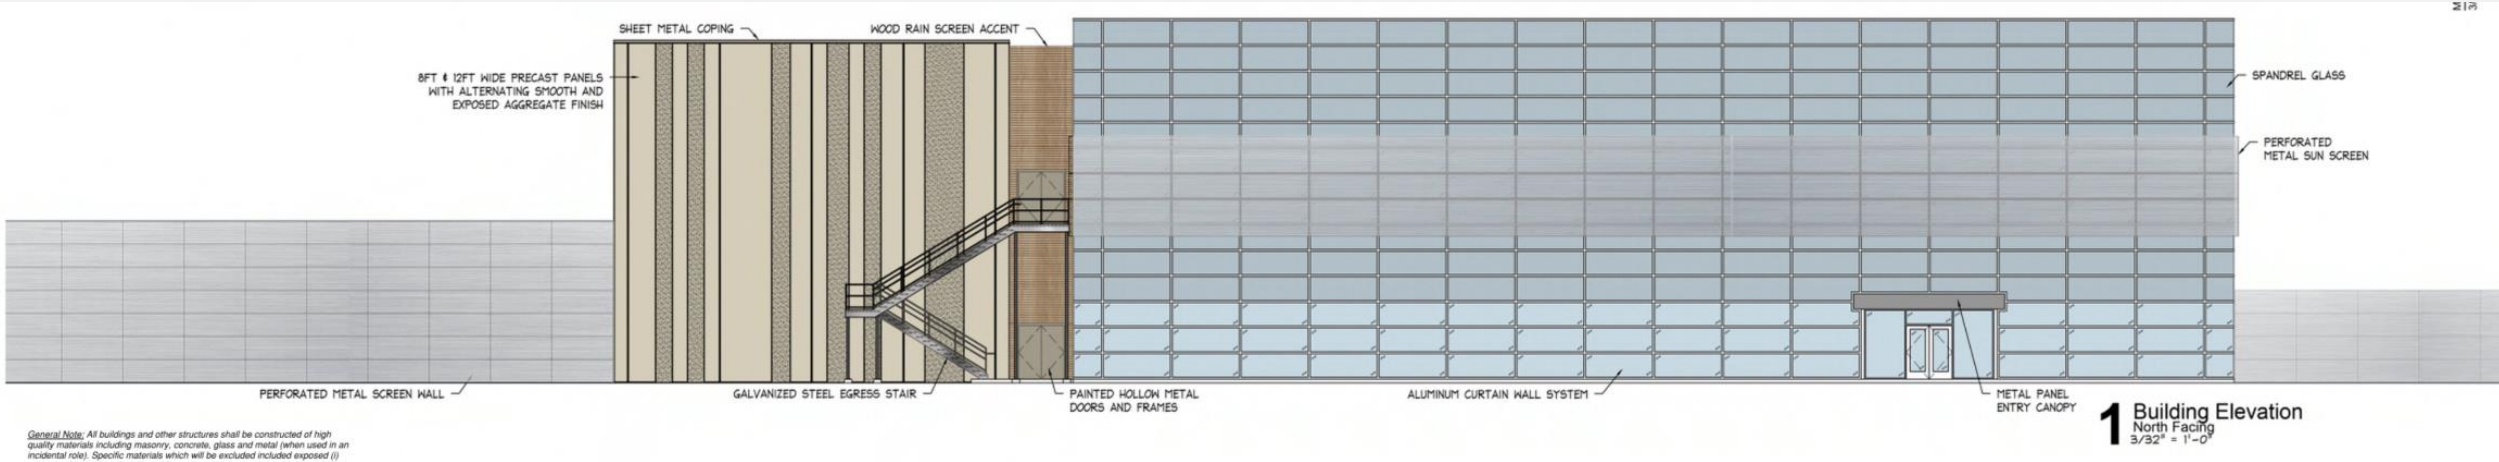 SHEET METAL COPING
WOOD RAIN SCREEN ACCENT
8FT & 12FT WIDE PRECAST PANELS
WITH ALTERNATING SMOOTH AND
EXPOSED AGGREGATE FINISH
SPANDREL GLASS
PERFORATED
METAL SUN SCREEN
PERFORATED METAL SCREEN WALL
GALVANIZED STEEL EGRESS STAIR
PAINTED HOLLOW METAL
DOORS AND FRAMES
ALUMINUM CURTAIN WALL SYSTEM
METAL PANEL
ENTRY CANOPY
1 Building Elevation
North Facing
3/32" = 1'-0"
General Note: All buildings and other structures shall be constructed of high
quality materials including masonry, concrete, glass and metal (when used in an
incidental role). Specific materials which will be excluded included exposed (i)